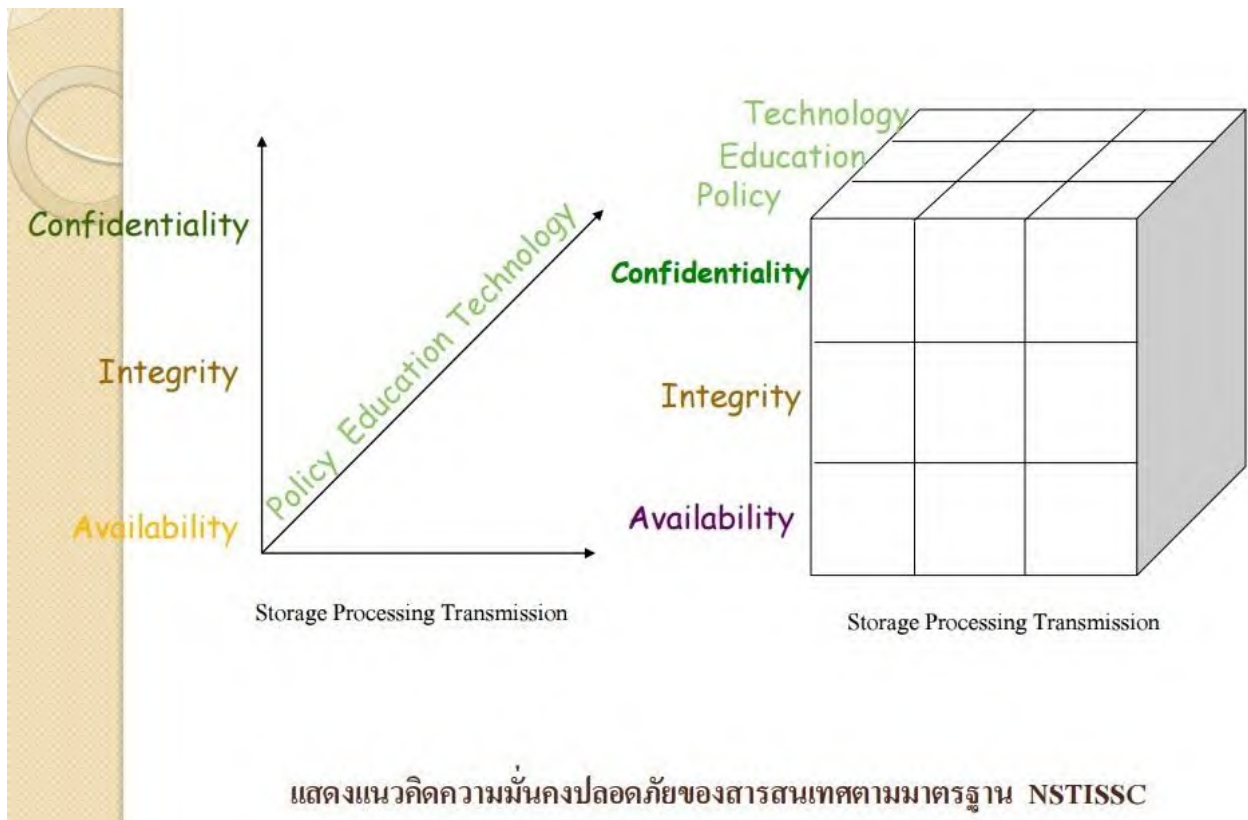 Confidentiality
Integrity
Availability
Policy Education Technology
Storage Processing Transmission
Technology
Education
Policy
Confidentiality
Integrity
Availability
Storage Processing Transmission
แสดงแนวคิดความมั่นคงปลอดภัยของสารสนเทศตามมาตรฐาน NSTISSC